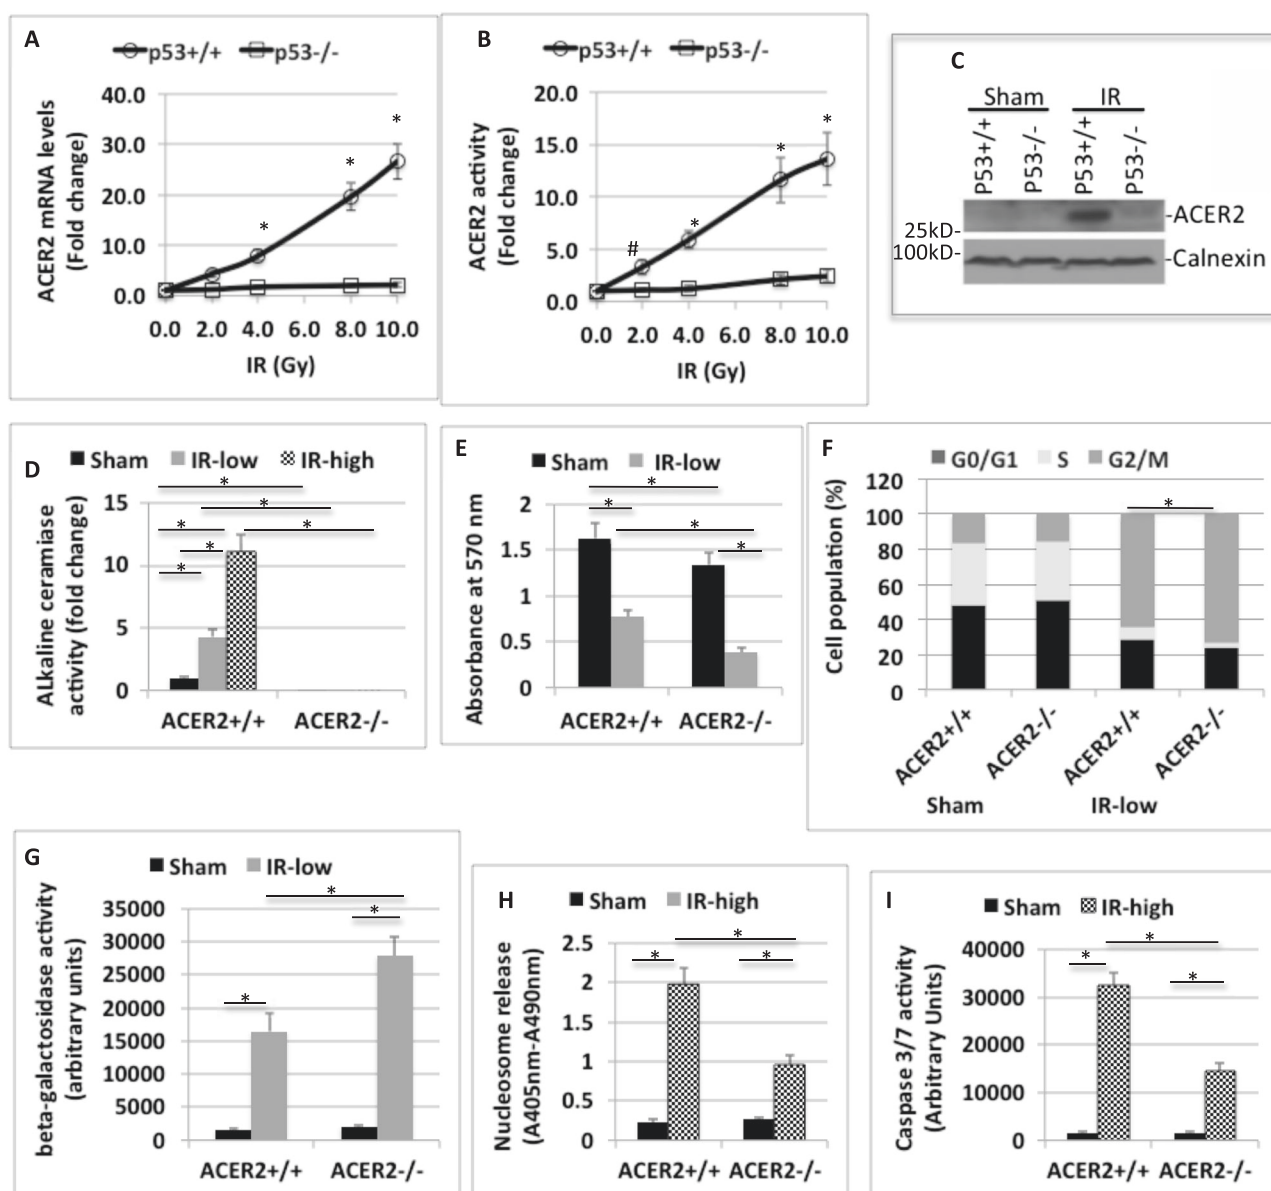 A
p53+/+ p53-/-
ACER2 mRNA levels
(Fold change)
40.0
30.0
20.0
10.0
0.0
* * *
0.0 2.0 4.0 8.0 10.0
IR (Gy)
B
p53+/+ p53-/-
ACER2 activity
(Fold change)
20.0
15.0
10.0
5.0
0.0
# * * *
0.0 2.0 4.0 8.0 10.0
IR (Gy)
C
Sham IR
P53+/+ P53-/- P53+/+ P53-/-
-ACER2
25kD-
100kD-
-Calnexin
D
Sham IR-low IR-high
ALkaline ceramiase
activity (fold change)
15
10
5
0
* * * * * *
ACER2+/+ ACER2-/-
E
Sham IR-low
Absorbance at 570 nm
2
1.5
1
0.5
0
* * * *
ACER2+/+ ACER2-/-
F
G0/G1 S G2/M
Cell population (%)
120
100
80
60
40
20
0
*
ACER2+/+ ACER2-/- ACER2+/+ ACER2-/-
Sham IR-low
G
Sham IR-low
beta-galactosidase activity
(arbitrary units)
35000
30000
25000
20000
15000
10000
5000
0
* * *
ACER2+/+ ACER2-/-
H
Sham IR-high
Nucleosome release
(A405nm-A490nm)
2.5
2
1.5
1
0.5
0
* * *
ACER2+/+ ACER2-/-
I
Sham IR-high
Caspase 3/7 activity
(Arbitrary Units)
40000
30000
20000
10000
0
* * *
ACER2+/+ ACER2-/-